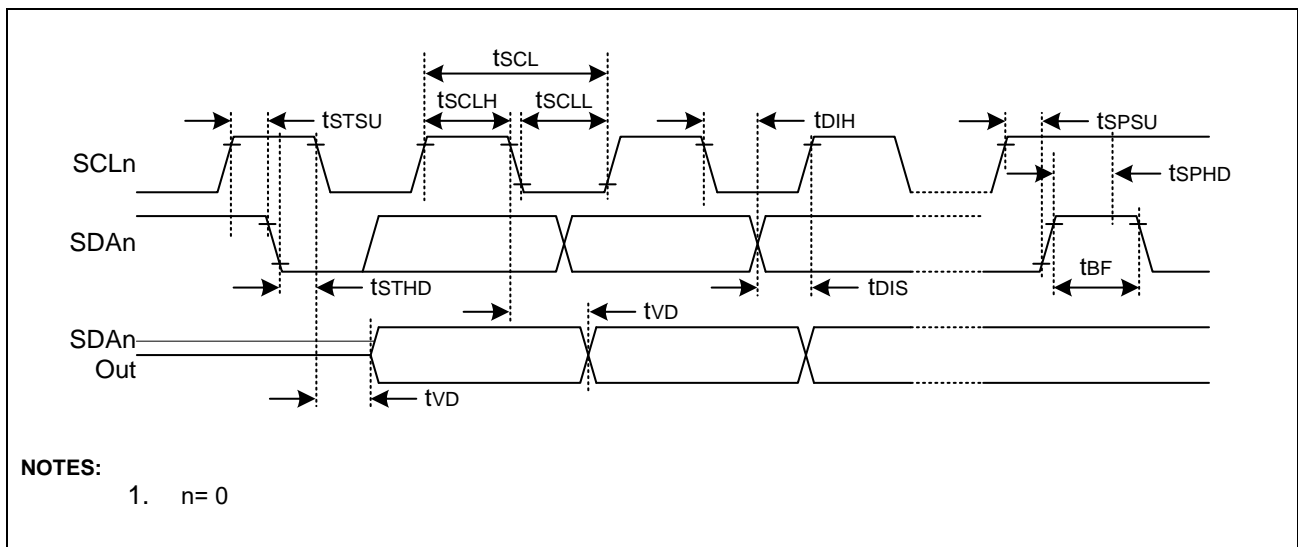 tSCL
tSCLH tSCLL
tSTSU tDIH tSPSU
SCLn
tSPHD
SDAn
tSTHD tDIS tBF
tVD
SDAn
Out
tVD
NOTES:
1. n= 0